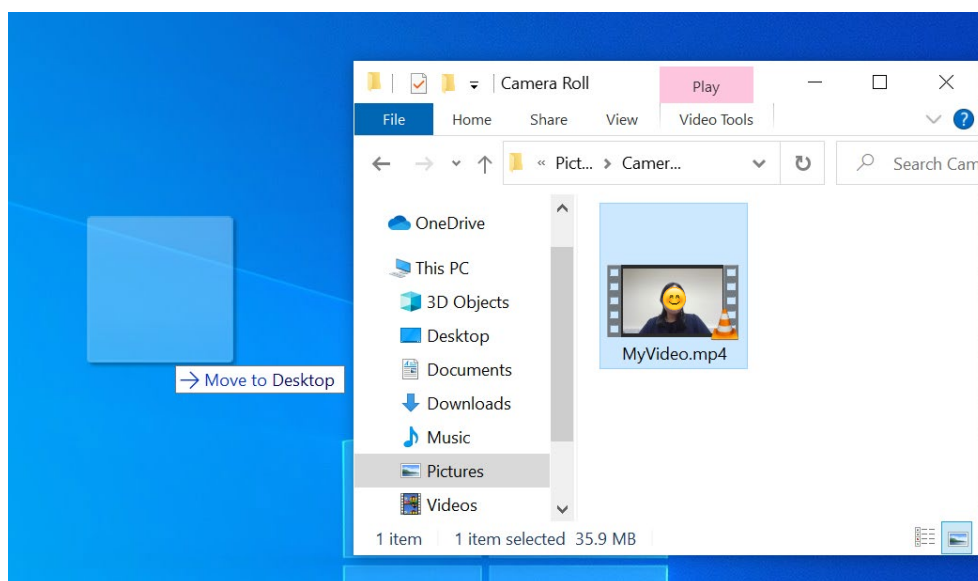 Camera Roll
Play
File
Home
Share
View
Video Tools
?
« Pict... > Camer...
Search Cam
OneDrive
This PC
3D Objects
Desktop
Documents
Downloads
Music
Pictures
Videos
MyVideo.mp4
→ Move to Desktop
1 item
1 item selected 35.9 MB